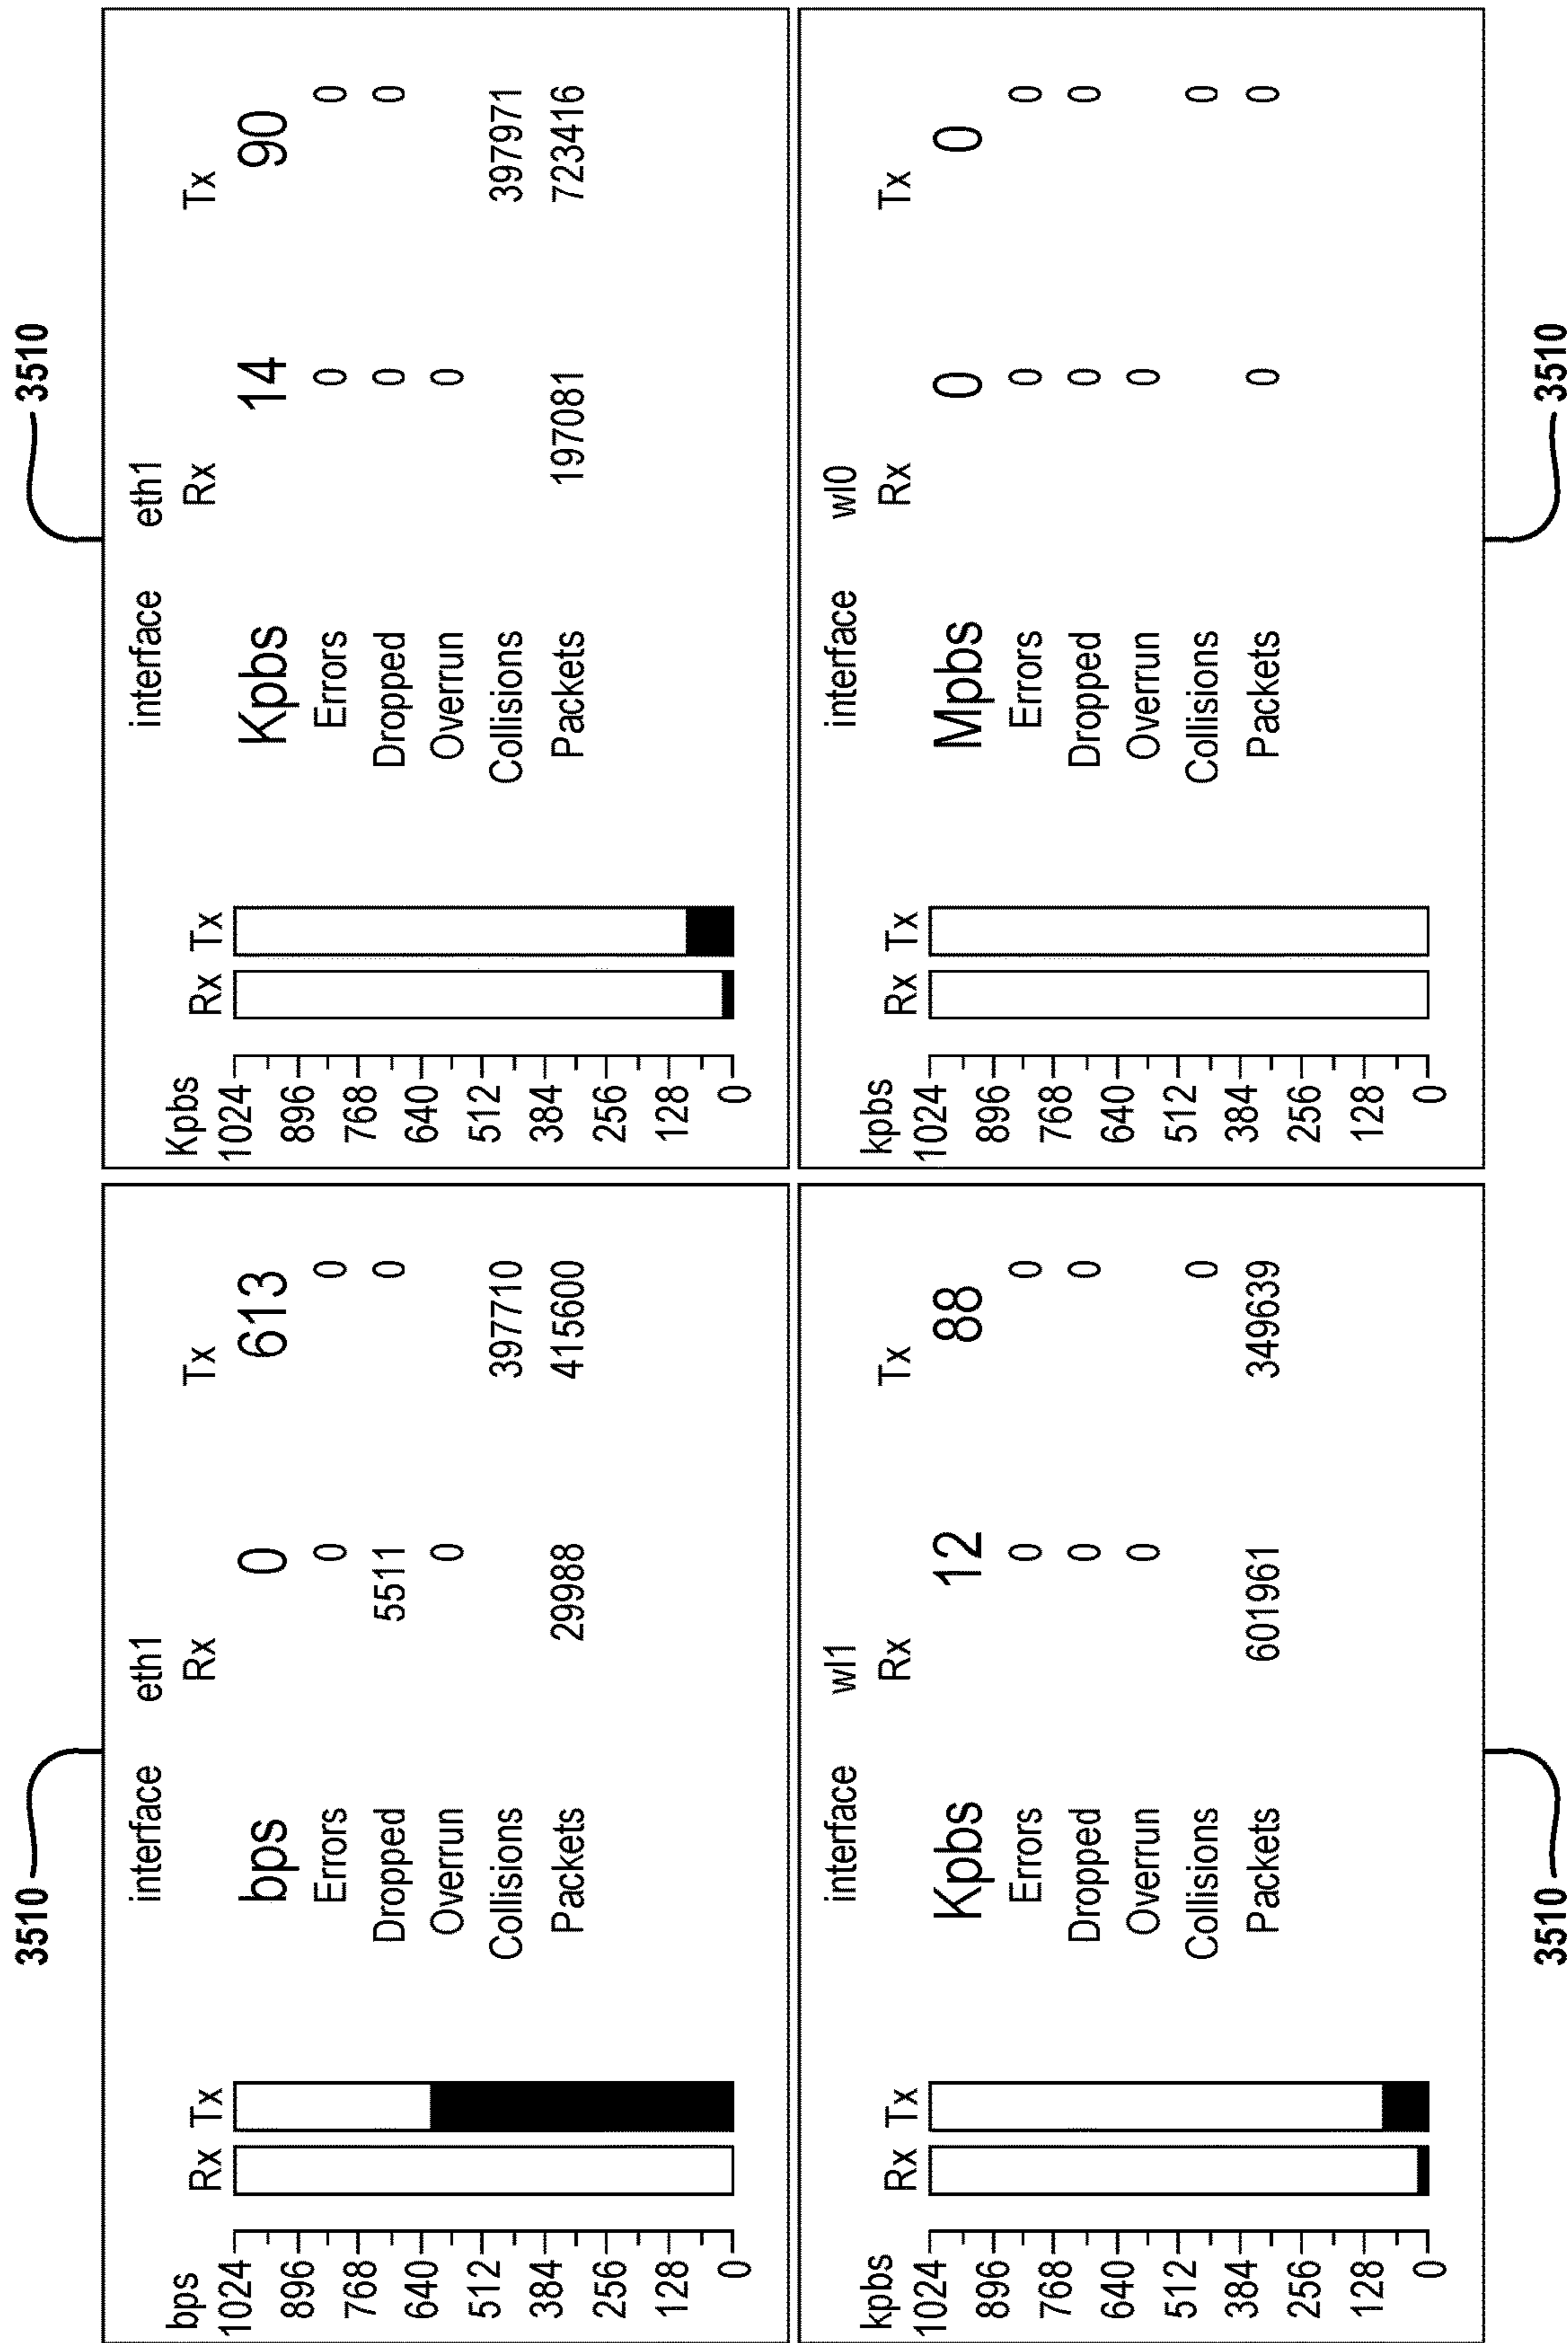 3510
3510
interface eth1
bps Rx Tx Rx Tx
1024 bps 0 613
896 Errors 0 0
768 Dropped 5511 0
640 Overrun 0
512 Collisions 397710
384 Packets 29988 415600
256
128
0
interface eth1
Kpbs Rx Tx Rx Tx
1024 Kpbs 14 90
896 Errors 0 0
768 Dropped 0 0
640 Overrun 0
512 Collisions 397971
384 Packets 197081 723416
256
128
0
interface wl1
kpbs Rx Tx Rx Tx
1024 Kpbs 12 88
896 Errors 0 0
768 Dropped 0 0
640 Overrun 0
512 Collisions 0
384 Packets 601961 349639
256
128
0
interface wl0
kpbs Rx Tx Rx Tx
1024 Mpbs 0 0
896 Errors 0 0
768 Dropped 0 0
640 Overrun 0
512 Collisions 0
384 Packets 0 0
256
128
0
3510
3510